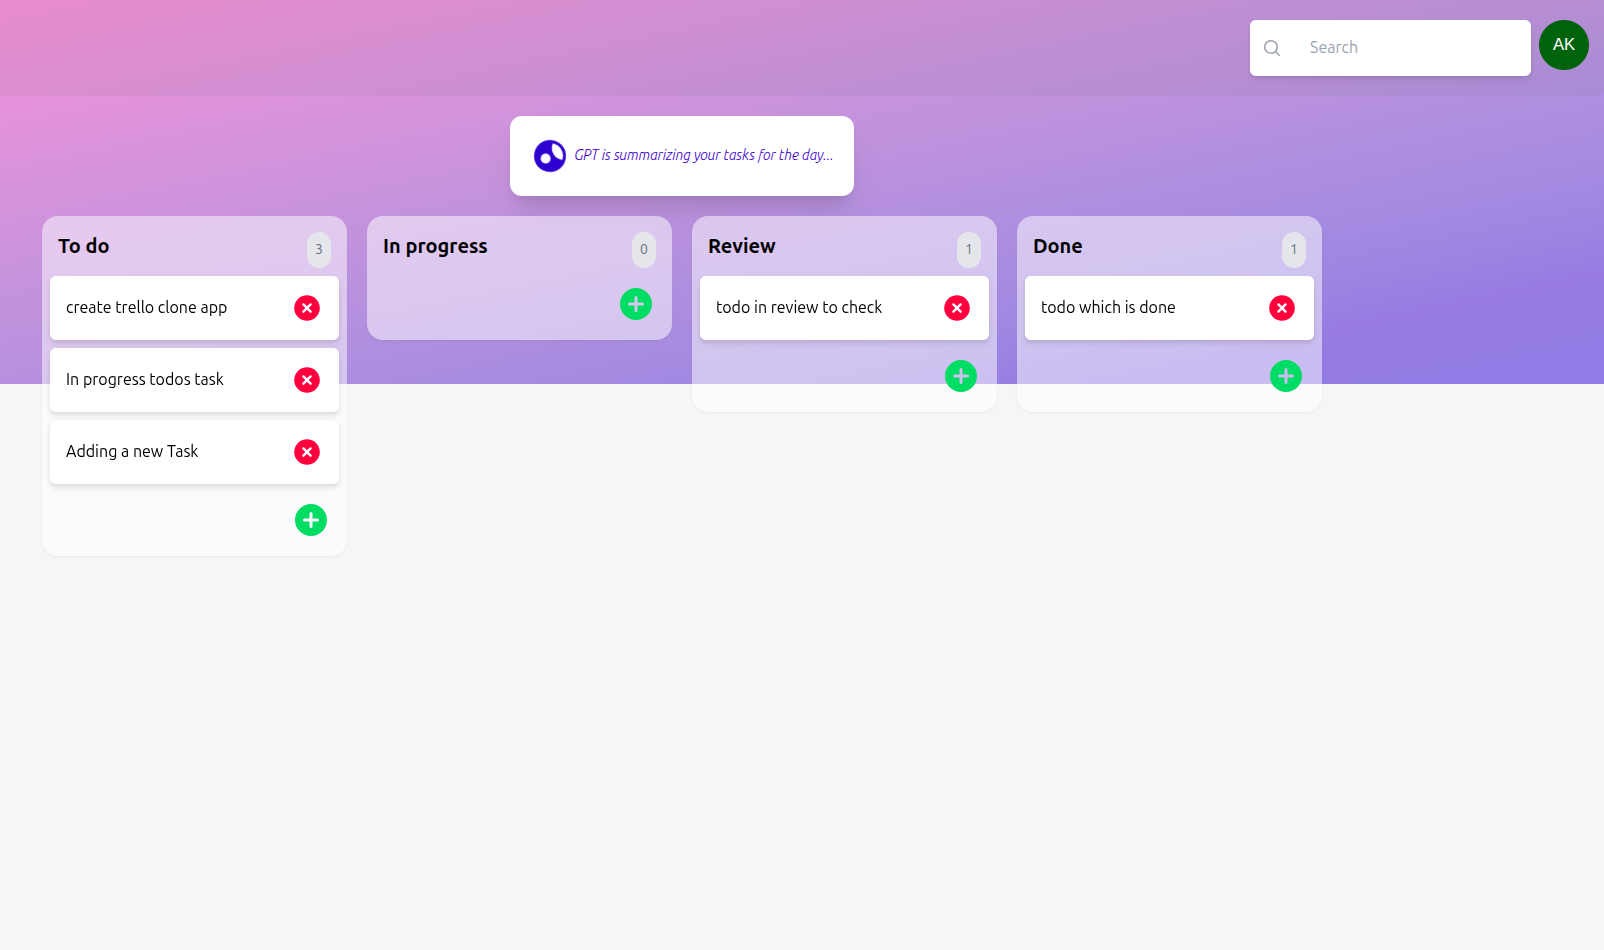 Search
AK
GPT is summarizing your tasks for the day...
To do
3
create trello clone app
In progress todos task
Adding a new Task
In progress
0
Review
1
todo in review to check
Done
1
todo which is done